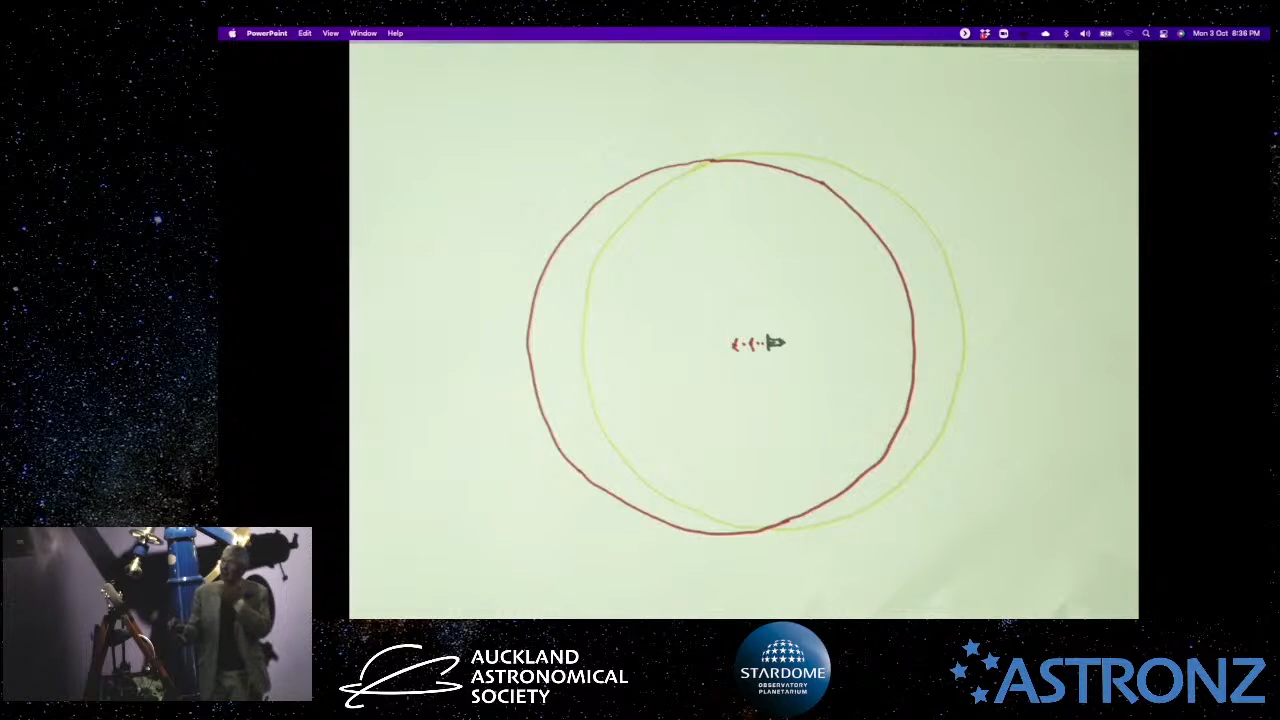 PowerPoint Edit View Window Help
Mon 3 Oct 8:36 PM
AUCKLAND
ASTRONOMICAL
SOCIETY
STARDOME
OBSERVATORY
PLANETARIUM
ASTRONZ